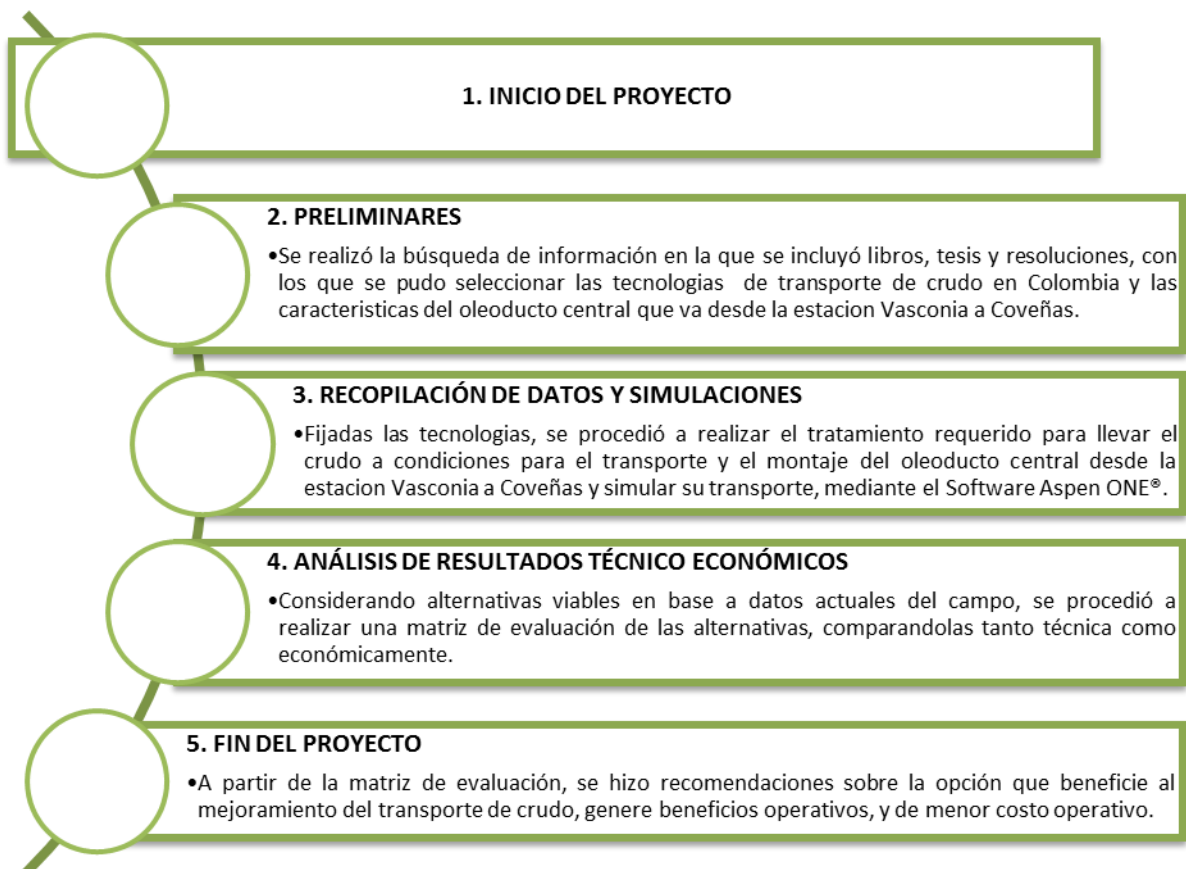 1. INICIO DEL PROYECTO
2. PRELIMINARES
•Se realizó la búsqueda de información en la que se incluyó libros, tesis y resoluciones, con
los que se pudo seleccionar las tecnologias de transporte de crudo en Colombia y las
caracteristicas del oleoducto central que va desde la estacion Vasconia a Coveñas.
3. RECOPILACIÓN DE DATOS Y SIMULACIONES
•Fijadas las tecnologias, se procedió a realizar el tratamiento requerido para llevar el
crudo a condiciones para el transporte y el montaje del oleoducto central desde la
estacion Vasconia a Coveñas y simular su transporte, mediante el Software Aspen ONE®.
4. ANÁLISIS DE RESULTADOS TÉCNICO ECONÓMICOS
•Considerando alternativas viables en base a datos actuales del campo, se procedió a
realizar una matriz de evaluación de las alternativas, comparandolas tanto técnica como
económicamente.
5. FIN DEL PROYECTO
•A partir de la matriz de evaluación, se hizo recomendaciones sobre la opción que beneficie al
mejoramiento del transporte de crudo, genere beneficios operativos, y de menor costo operativo.